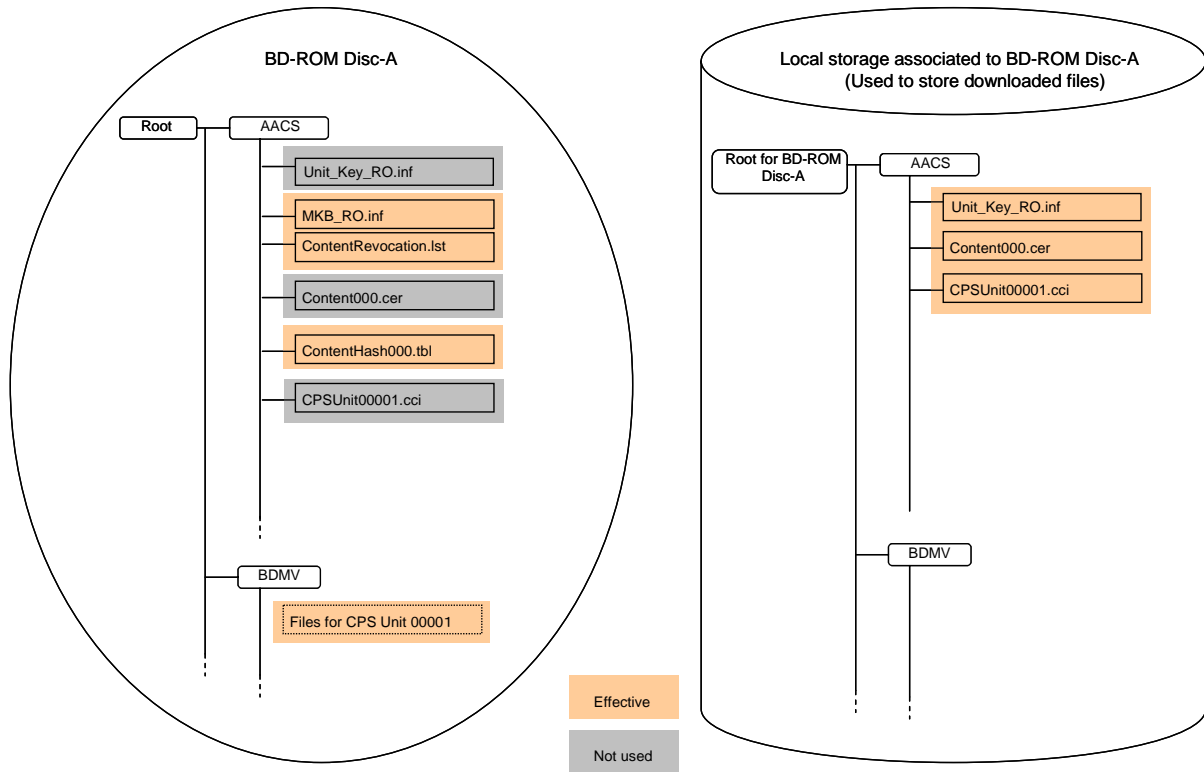 BD-ROM Disc-A
Root
AACS
Unit_Key_RO.inf
MKB_RO.inf
ContentRevocation.lst
Content000.cer
ContentHash000.tbl
CPSUnit00001.cci
BDMV
Files for CPS Unit 00001
Effective
Not used
Local storage associated to BD-ROM Disc-A
(Used to store downloaded files)
Root for BD-ROM
Disc-A
AACS
Unit_Key_RO.inf
Content000.cer
CPSUnit00001.cci
BDMV